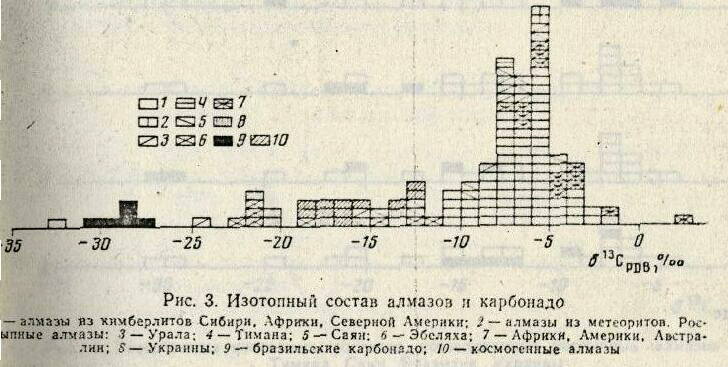 1 4 7
2 5 8
3 6 9 10
-35 -30 -25 -20 -15 -10 -5 0
δ¹³C PDB, ‰
Рис. 3. Изотопный состав алмазов и карбонадо
— алмазы из кимберлитов Сибири, Африки, Северной Америки; 2 — алмазы из метеоритов. Рос-
ыпные алмазы: 3 — Урала; 4 — Тимана; 5 — Саян; 6 — Эбеляха; 7 — Африки, Америки, Австра-
лии; 8 — Украины; 9 — бразильские карбонадо; 10 — космогенные алмазы